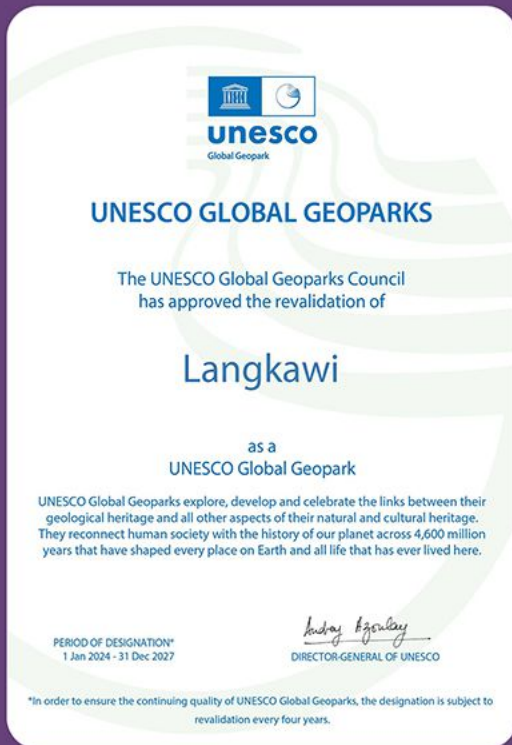 unesco
Global Geopark
UNESCO GLOBAL GEOPARKS
The UNESCO Global Geoparks Council
has approved the revalidation of
Langkawi
as a
UNESCO Global Geopark
UNESCO Global Geoparks explore, develop and celebrate the links between their
geological heritage and all other aspects of their natural and cultural heritage.
They reconnect human society with the history of our planet across 4,600 million
years that have shaped every place on Earth and all life that has ever lived here.
Audrey Azoulay
PERIOD OF DESIGNATION*
1 Jan 2024 - 31 Dec 2027
DIRECTOR-GENERAL OF UNESCO
*In order to ensure the continuing quality of UNESCO Global Geoparks, the designation is subject to
revalidation every four years.